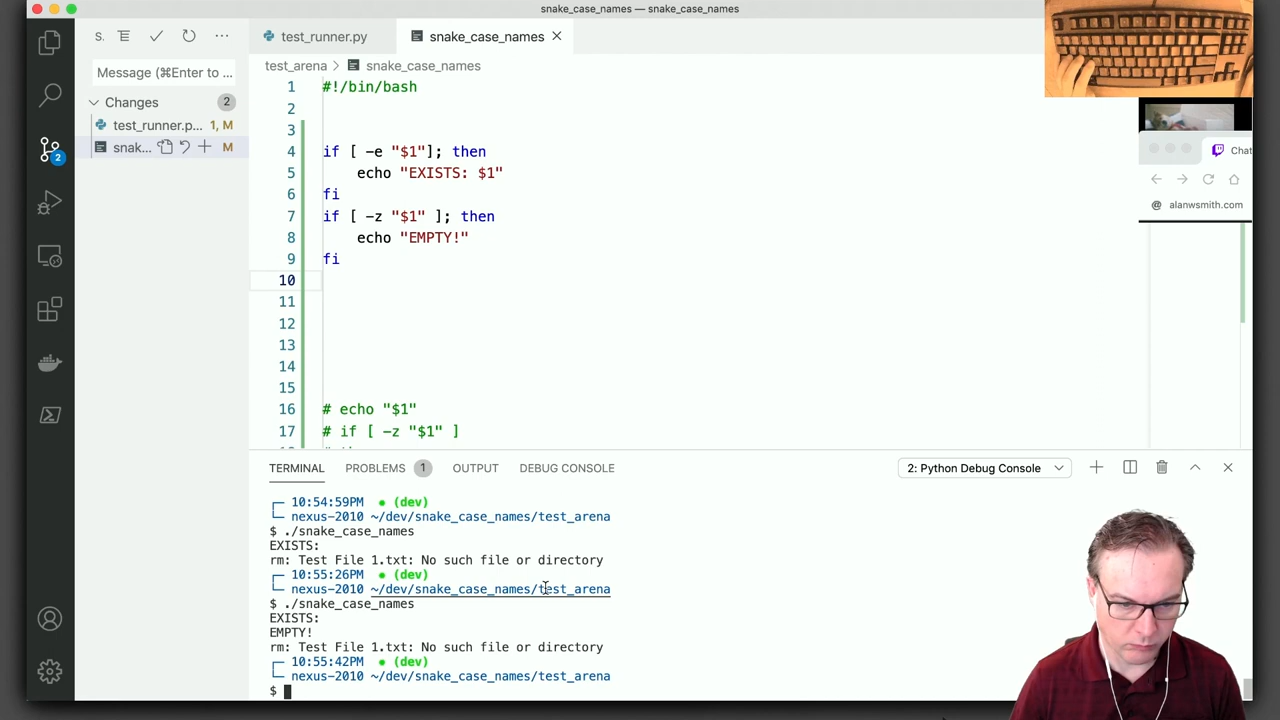 snake_case_names — snake_case_names
S.
test_runner.py
snake_case_names
Message (⌘Enter to ...
test_arena > snake_case_names
Changes 2
test_runner.p... 1, M
snak... M
1 #!/bin/bash
2
3
4 if [ -e "$1"]; then
5 echo "EXISTS: $1"
6 fi
7 if [ -z "$1" ]; then
8 echo "EMPTY!"
9 fi
10
11
12
13
14
15
16 # echo "$1"
17 # if [ -z "$1" ]
2
Chat
alanwsmith.com
TERMINAL PROBLEMS 1 OUTPUT DEBUG CONSOLE 2: Python Debug Console
10:54:59PM (dev)
nexus-2010 ~/dev/snake_case_names/test_arena
$ ./snake_case_names
EXISTS:
rm: Test File 1.txt: No such file or directory
10:55:26PM (dev)
nexus-2010 ~/dev/snake_case_names/test_arena
$ ./snake_case_names
EXISTS:
EMPTY!
rm: Test File 1.txt: No such file or directory
10:55:42PM (dev)
nexus-2010 ~/dev/snake_case_names/test_arena
$